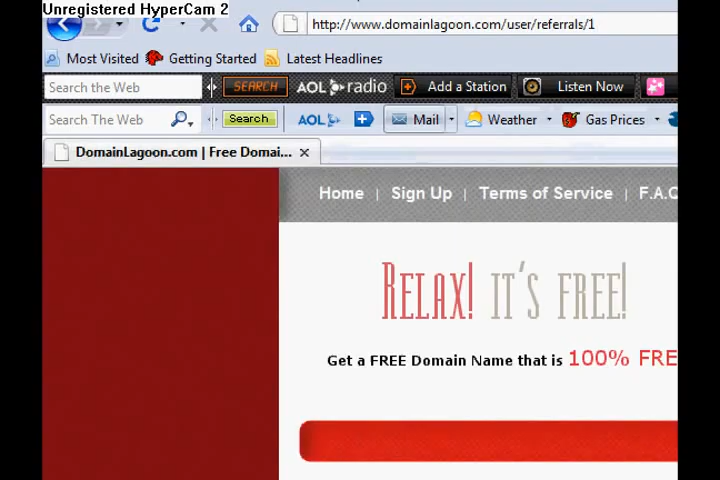 Unregistered HyperCam 2
http://www.domainlagoon.com/user/referrals/1
Most Visited Getting Started Latest Headlines
Search the Web SEARCH AOL radio Add a Station Listen Now
Search The Web Search AOL Mail Weather Gas Prices
DomainLagoon.com | Free Domai...
Home | Sign Up | Terms of Service | F.A.Q
Relax! it's free!
Get a FREE Domain Name that is 100% FRE